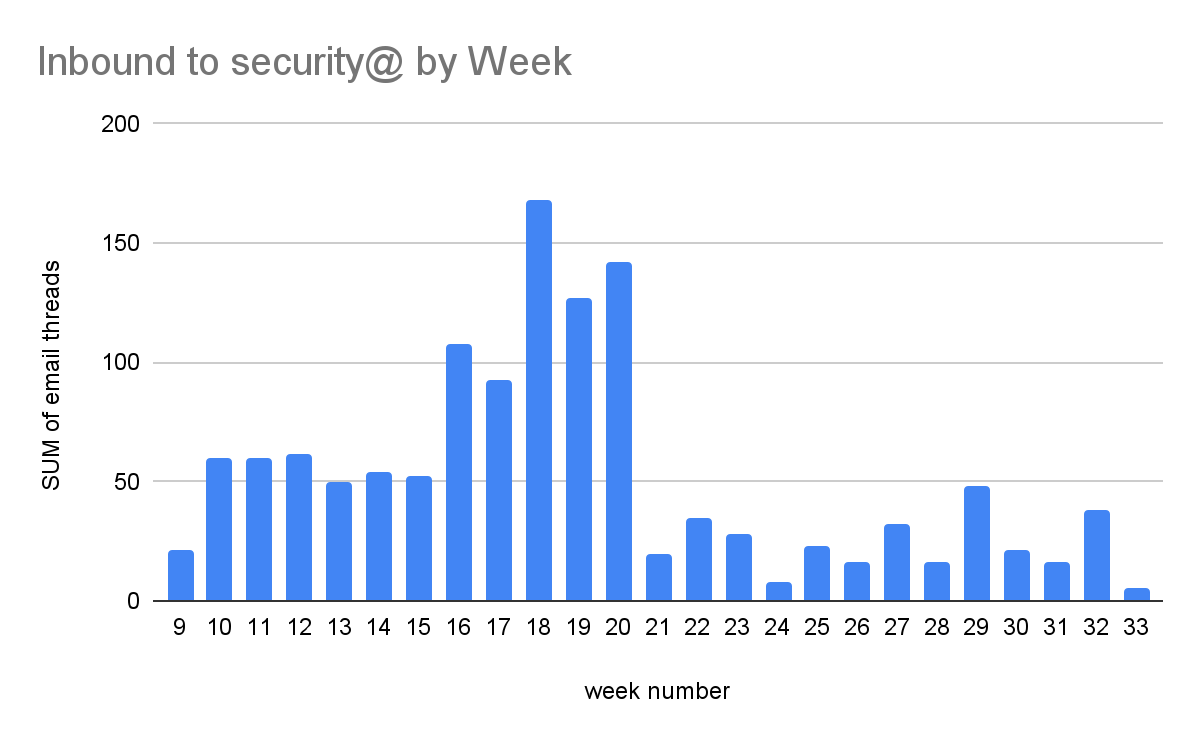 Inbound to security@ by Week
200
150
100
50
0
SUM of email threads
9 10 11 12 13 14 15 16 17 18 19 20 21 22 23 24 25 26 27 28 29 30 31 32 33
week number